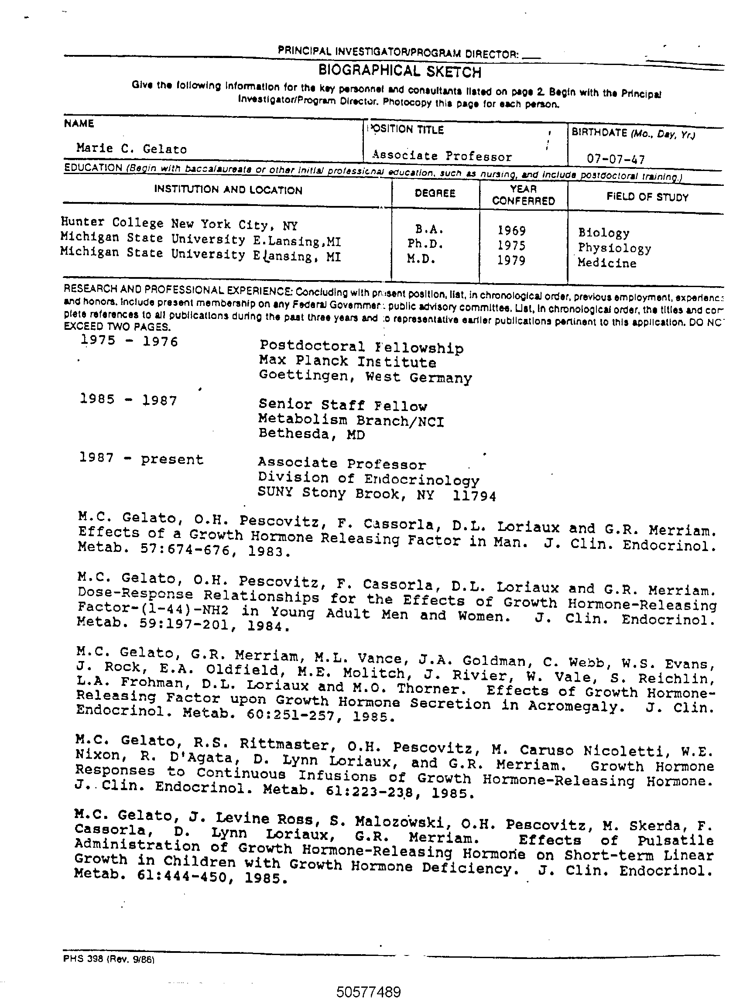 PRINCIPAL INVESTIGATOR/PROGRAM DIRECTOR:
BIOGRAPHICAL SKETCH
Give the following information for the key personnel and consultants listed on page 2. Begin with the Principal
Investigator/Program Director. Photocopy this page for each person.
NAME
POSITION TITLE
BIRTHDATE (Mo., Day, Yr.)
Marie C. Gelato
Associate Professor
07-07-47
EDUCATION (Begin with baccalaureate or other initial professional education, such as nursing, and include postdoctoral training.)
INSTITUTION AND LOCATION
DEGREE
YEAR
CONFERRED
FIELD OF STUDY
Hunter College New York City, NY B.A. 1969 Biology
Michigan State University E.Lansing,MI Ph.D. 1975 Physiology
Michigan State University Elansing, MI M.D. 1979 Medicine
RESEARCH AND PROFESSIONAL EXPERIENCE: Concluding with present position, list, in chronological order, previous employment, experienc
and honors. Include present membership on any Federal Governmer public advisory committee. List, in chronological order, the titles and com
plete references to all publications during the past three years and to representative earlier publications pertinent to this application. DO NO
EXCEED TWO PAGES.
1975 - 1976 Postdoctoral Fellowship
Max Planck Institute
Goettingen, West Germany
1985 - 1987 Senior Staff Fellow
Metabolism Branch/NCI
Bethesda, MD
1987 - present Associate Professor
Division of Endocrinology
SUNY Stony Brook, NY 11794
M.C. Gelato, O.H. Pescovitz, F. Cassorla, D.L. Loriaux and G.R. Merriam.
Effects of a Growth Hormone Releasing Factor in Man. J. Clin. Endocrinol.
Metab. 57:674-676, 1983.
M.C. Gelato, O.H. Pescovitz, F. Cassorla, D.L. Loriaux and G.R. Merriam.
Dose-Response Relationships for the Effects of Growth Hormone-Releasing
Factor-(1-44)-NH2 in Young Adult Men and Women. J. Clin. Endocrinol.
Metab. 59:197-201, 1984.
M.C. Gelato, G.R. Merriam, M.L. Vance, J.A. Goldman, C. Webb, W.S. Evans,
J. Rock, E.A. Oldfield, M.E. Molitch, J. Rivier, W. Vale, S. Reichlin,
L.A. Frohman, D.L. Loriaux and M.O. Thorner. Effects of Growth Hormone-
Releasing Factor upon Growth Hormone Secretion in Acromegaly. J. Clin.
Endocrinol. Metab. 60:251-257, 1985.
M.C. Gelato, R.S. Rittmaster, O.H. Pescovitz, M. Caruso Nicoletti, W.E.
Nixon, R. D'Agata, D. Lynn Loriaux, and G.R. Merriam. Growth Hormone
Responses to Continuous Infusions of Growth Hormone-Releasing Hormone.
J. Clin. Endocrinol. Metab. 61:223-238, 1985.
M.C. Gelato, J. Levine Ross, S. Malozowski, O.H. Pescovitz, M. Skerda, F.
Cassorla, D. Lynn Loriaux, G.R. Merriam. Effects of Pulsatile
Administration of Growth Hormone-Releasing Hormone on Short-term Linear
Growth in Children with Growth Hormone Deficiency. J. Clin. Endocrinol.
Metab. 61:444-450, 1985.
PHS 398 (Rev. 9/86)
50577489